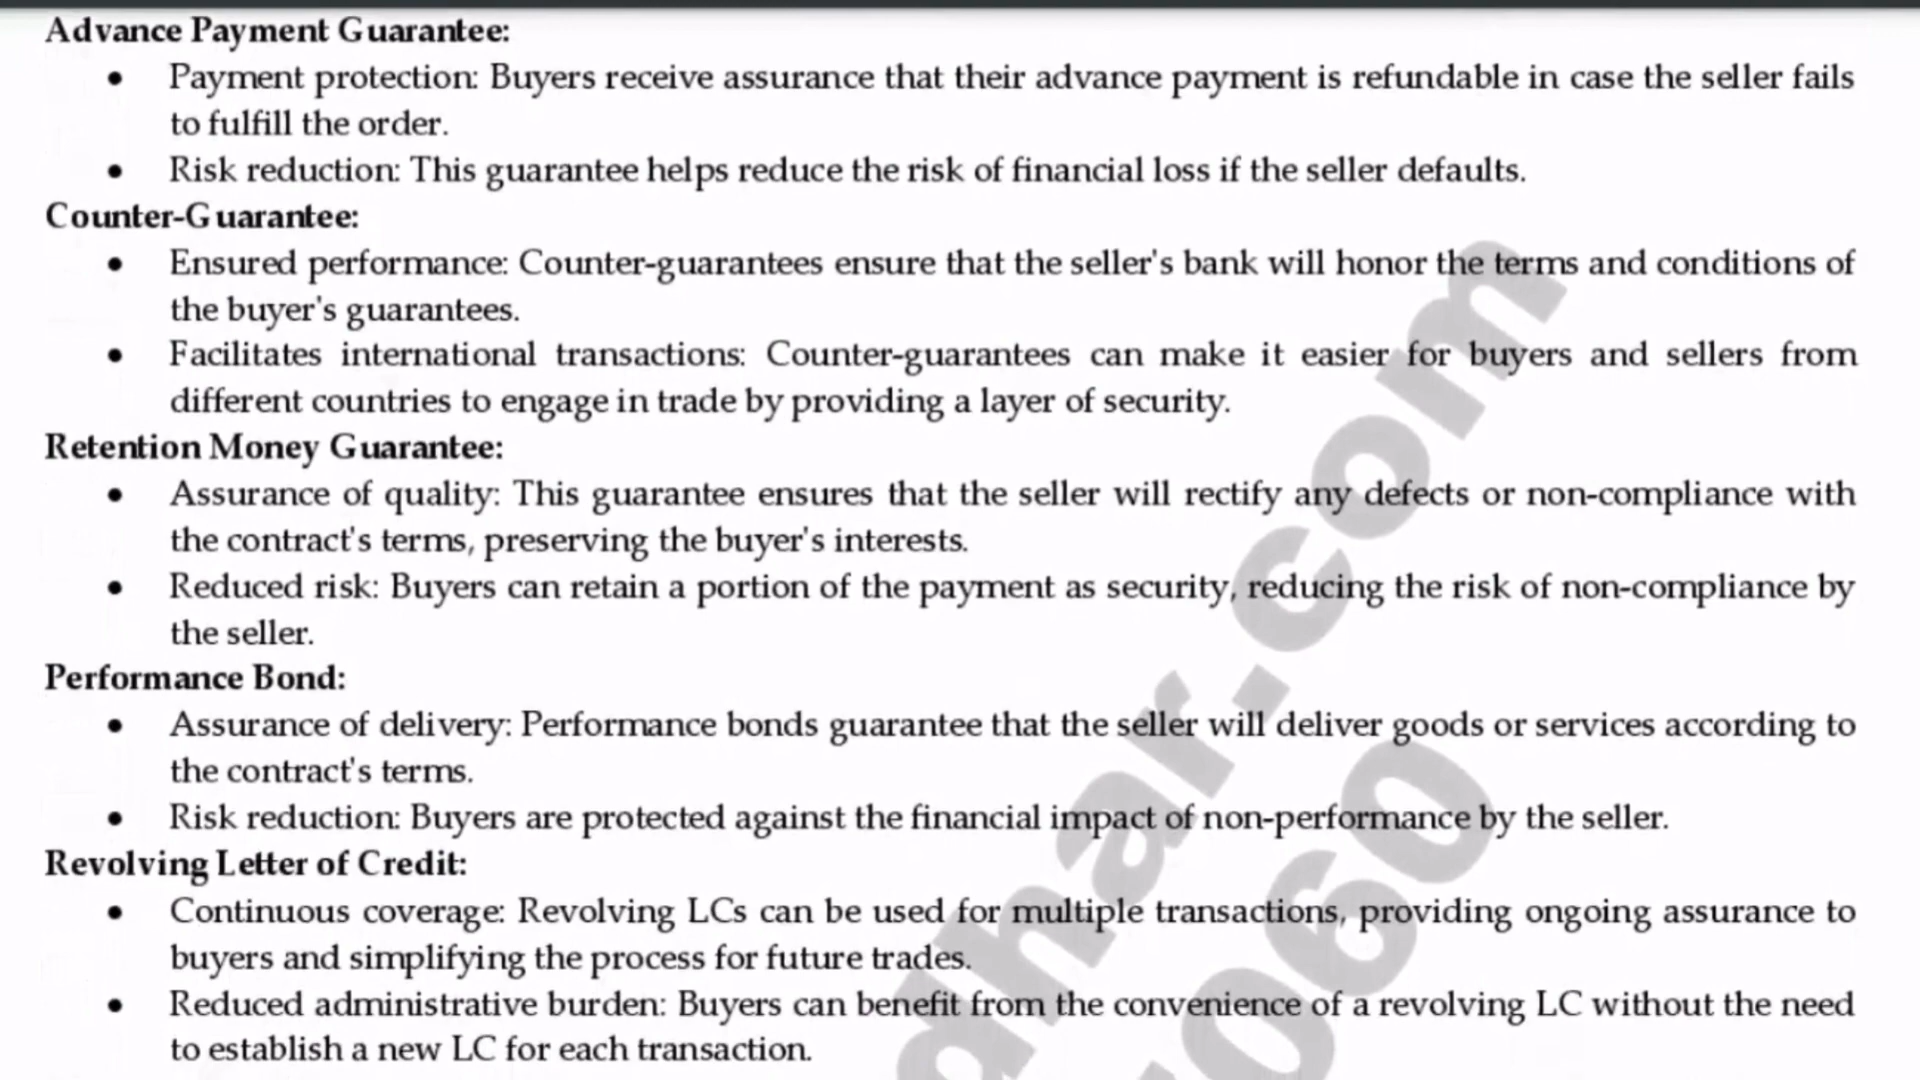 Advance Payment Guarantee:
• Payment protection: Buyers receive assurance that their advance payment is refundable in case the seller fails
to fulfill the order.
• Risk reduction: This guarantee helps reduce the risk of financial loss if the seller defaults.
Counter-Guarantee:
• Ensured performance: Counter-guarantees ensure that the seller's bank will honor the terms and conditions of
the buyer's guarantees.
• Facilitates international transactions: Counter-guarantees can make it easier for buyers and sellers from
different countries to engage in trade by providing a layer of security.
Retention Money Guarantee:
• Assurance of quality: This guarantee ensures that the seller will rectify any defects or non-compliance with
the contract's terms, preserving the buyer's interests.
• Reduced risk: Buyers can retain a portion of the payment as security, reducing the risk of non-compliance by
the seller.
Performance Bond:
• Assurance of delivery: Performance bonds guarantee that the seller will deliver goods or services according to
the contract's terms.
• Risk reduction: Buyers are protected against the financial impact of non-performance by the seller.
Revolving Letter of Credit:
• Continuous coverage: Revolving LCs can be used for multiple transactions, providing ongoing assurance to
buyers and simplifying the process for future trades.
• Reduced administrative burden: Buyers can benefit from the convenience of a revolving LC without the need
to establish a new LC for each transaction.
dhar.com
060